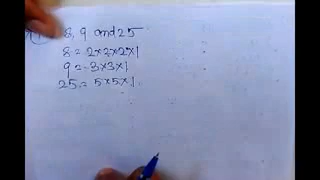 8, 9 and 25
8 = 2×2×2×1
9 = 3×3×1
25 = 5×5×1